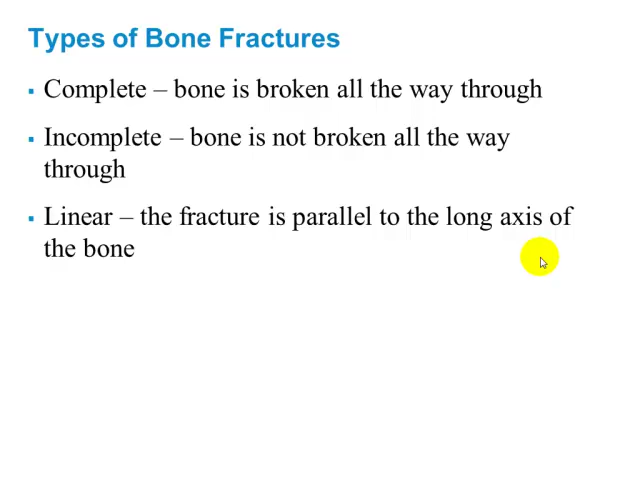 Types of Bone Fractures
▪ Complete – bone is broken all the way through
▪ Incomplete – bone is not broken all the way
through
▪ Linear – the fracture is parallel to the long axis of
the bone